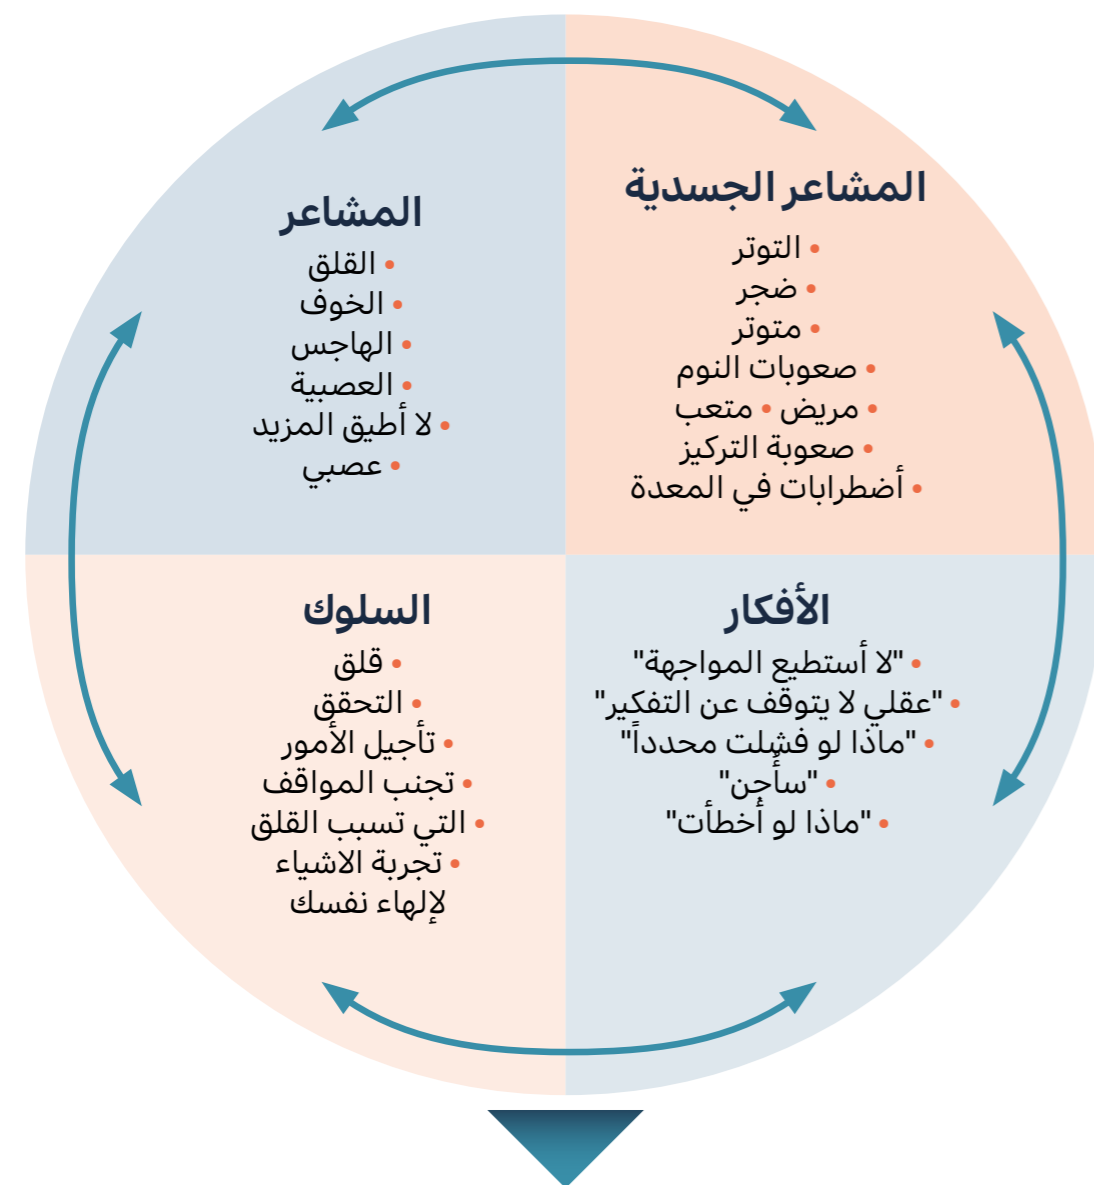 المشاعر الجسدية
• التوتر
• ضجر
• متوتر
• صعوبات النوم
• مريض • متعب
• صعوبة التركيز
• أضطرابات في المعدة
المشاعر
• القلق
• الخوف
• الهاجس
• العصبية
• لا أطيق المزيد
• عصبي
الأفكار
• "لا أستطيع المواجهة"
• "عقلي لا يتوقف عن التفكير"
• "ماذا لو فشلت محدداً"
• "سأُجن"
• "ماذا لو أخطأت"
السلوك
• قلق
• التحقق
• تأجيل الأمور
• تجنب المواقف
• التي تسبب القلق
• تجربة الاشياء
لإلهاء نفسك